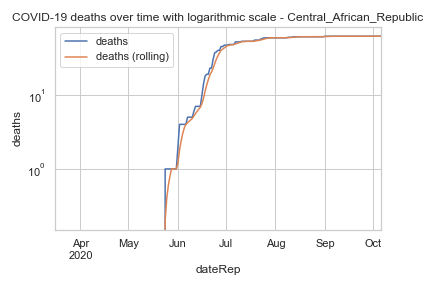 COVID-19 deaths over time with logarithmic scale - Central_African_Republic
deaths
deaths (rolling)
deaths
10¹
10⁰
Apr
2020
May
Jun
Jul
Aug
Sep
Oct
dateRep